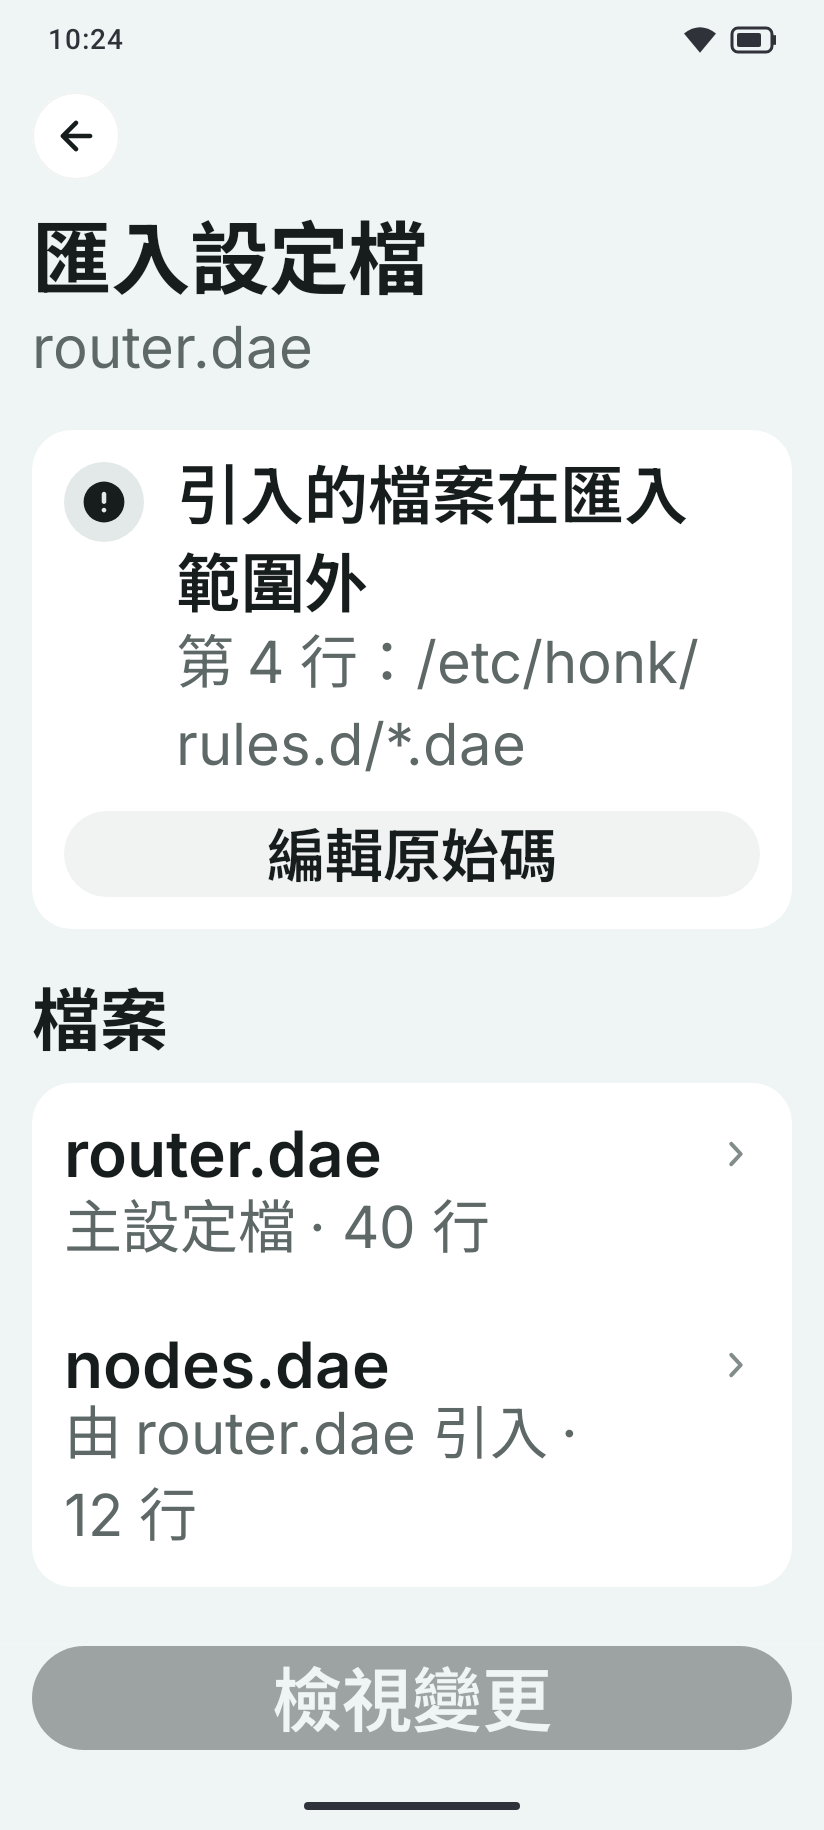 10:24
匯入設定檔
router.dae
引入的檔案在匯入
範圍外
第 4 行：/etc/honk/
rules.d/*.dae
編輯原始碼
檔案
router.dae
主設定檔 · 40 行
nodes.dae
由 router.dae 引入 ·
12 行
檢視變更